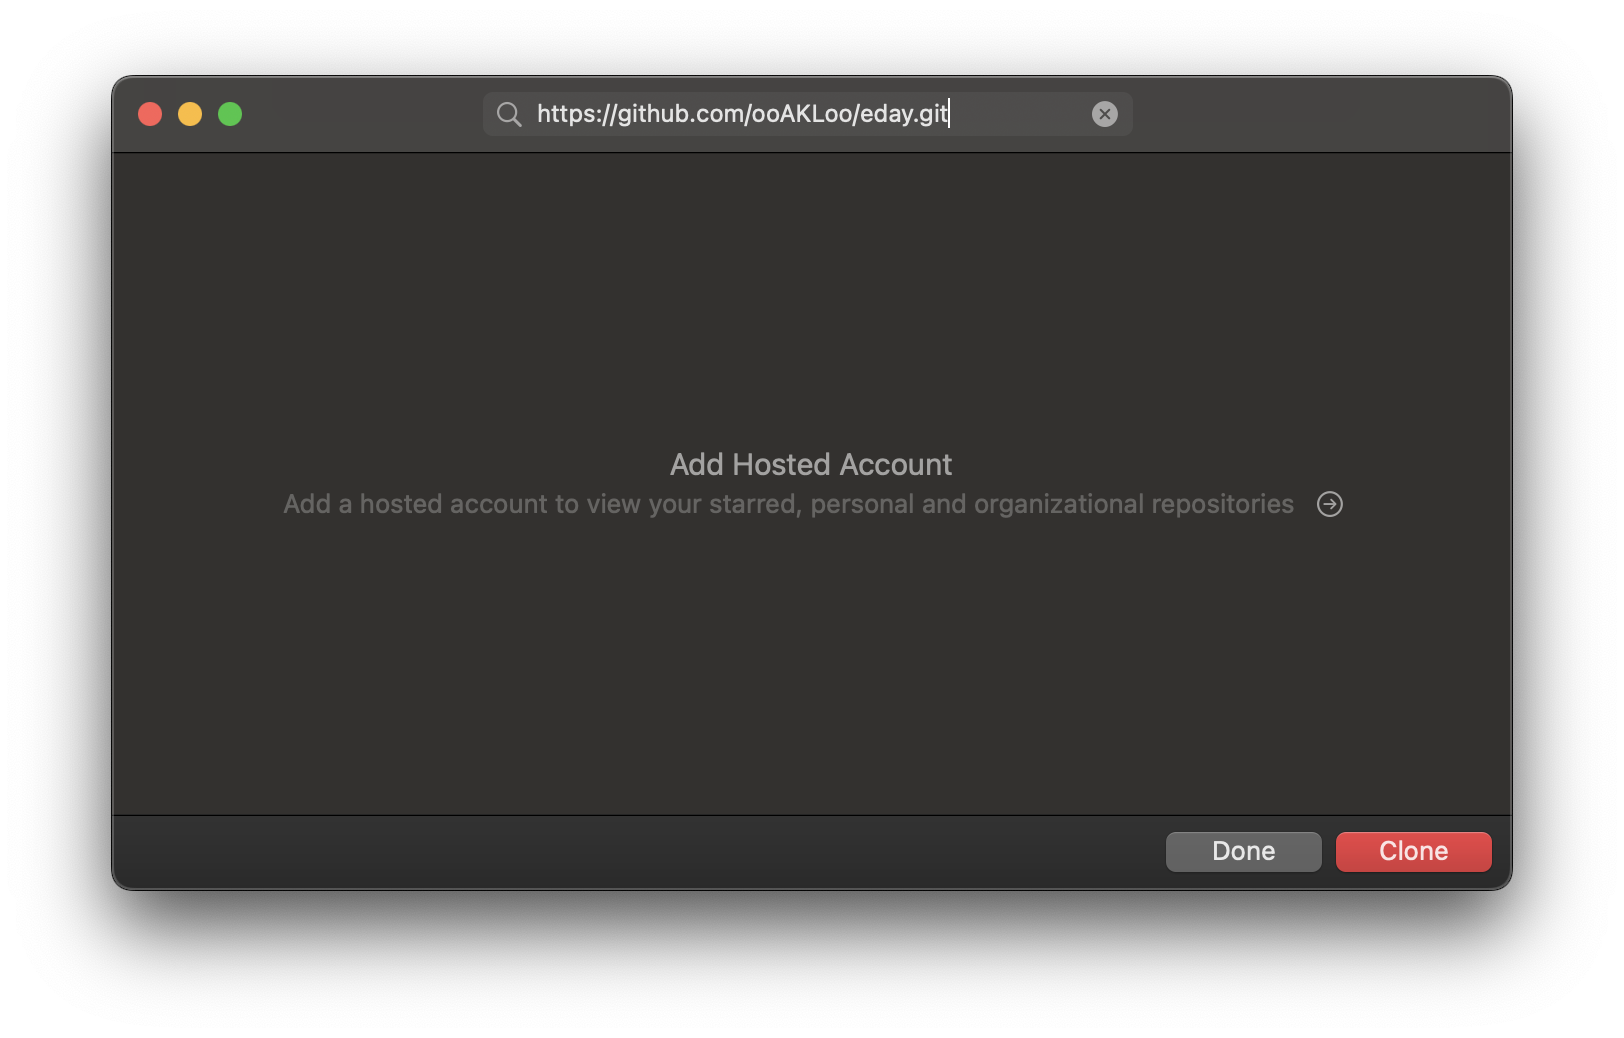 https://github.com/ooAKLoo/eday.git
Add Hosted Account
Add a hosted account to view your starred, personal and organizational repositories
Done
Clone